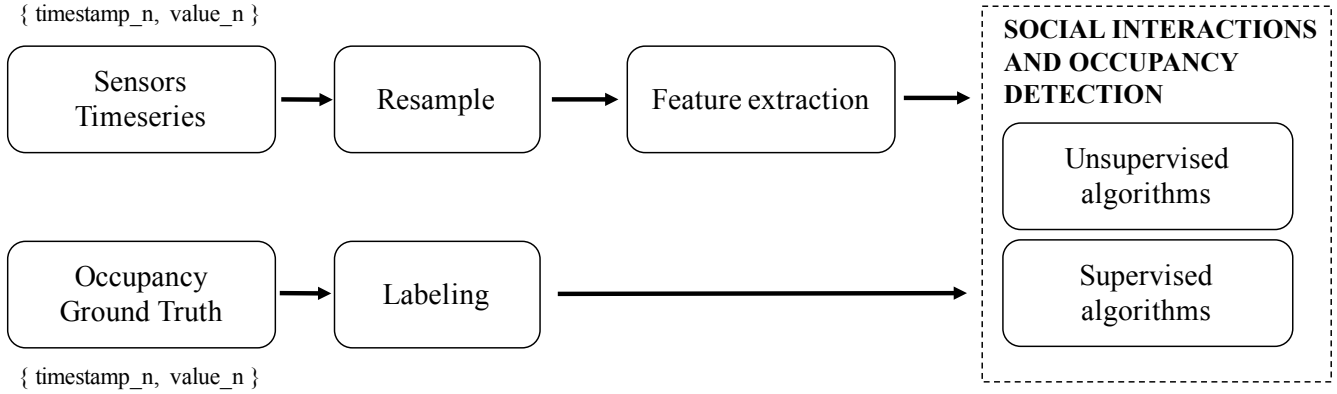 { timestamp_n, value_n }
Sensors
Timeseries
Resample
Feature extraction
SOCIAL INTERACTIONS
AND OCCUPANCY
DETECTION
Unsupervised
algorithms
Occupancy
Ground Truth
Labeling
Supervised
algorithms
{ timestamp_n, value_n }